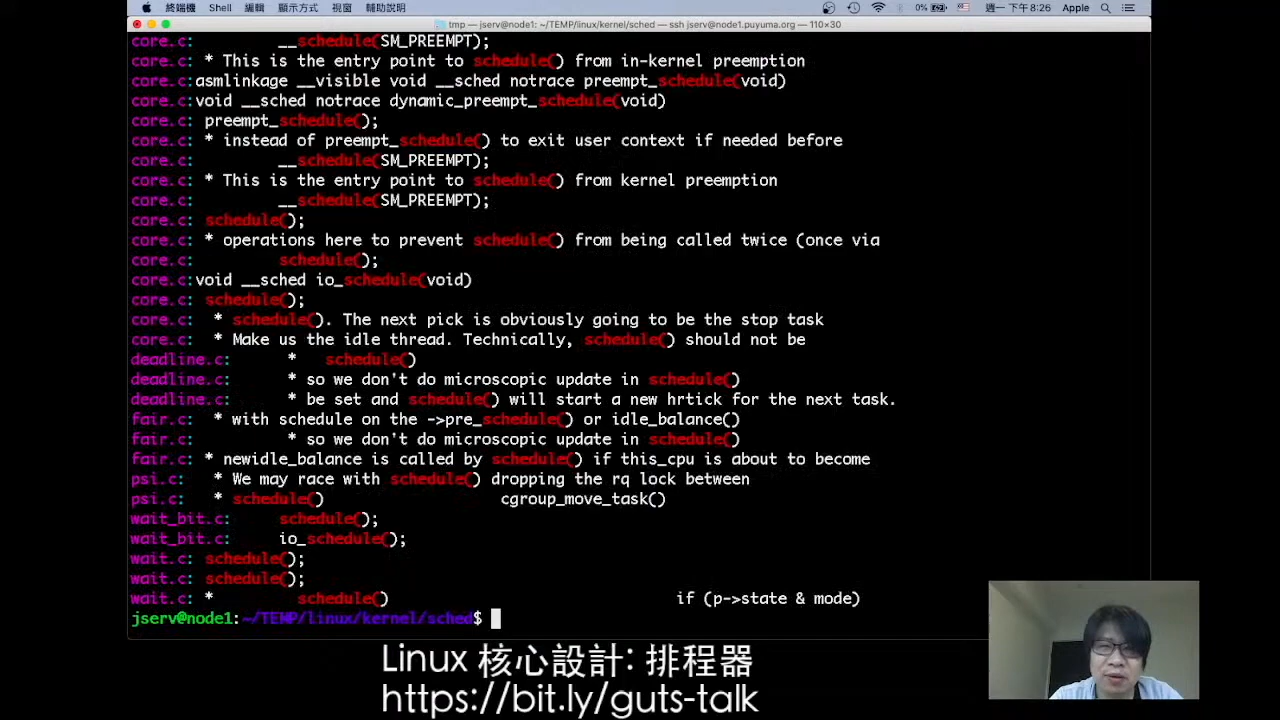 終端機 Shell 編輯 顯示方式 視窗 輔助說明 0% 週一 下午 8:26 Apple
tmp — jserv@node1: ~/TEMP/linux/kernel/sched — ssh jserv@node1.puyuma.org — 110×30
core.c: __schedule(SM_PREEMPT);
core.c: * This is the entry point to schedule() from in-kernel preemption
core.c:asmlinkage __visible void __sched notrace preempt_schedule(void)
core.c:void __sched notrace dynamic_preempt_schedule(void)
core.c: preempt_schedule();
core.c: * instead of preempt_schedule() to exit user context if needed before
core.c: __schedule(SM_PREEMPT);
core.c: * This is the entry point to schedule() from kernel preemption
core.c: __schedule(SM_PREEMPT);
core.c: schedule();
core.c: * operations here to prevent schedule() from being called twice (once via
core.c: schedule();
core.c:void __sched io_schedule(void)
core.c: schedule();
core.c: * schedule(). The next pick is obviously going to be the stop task
core.c: * Make us the idle thread. Technically, schedule() should not be
deadline.c: * schedule()
deadline.c: * so we don't do microscopic update in schedule()
deadline.c: * be set and schedule() will start a new hrtick for the next task.
fair.c: * with schedule on the ->pre_schedule() or idle_balance()
fair.c: * so we don't do microscopic update in schedule()
fair.c: * newidle_balance is called by schedule() if this_cpu is about to become
psi.c: * We may race with schedule() dropping the rq lock between
psi.c: * schedule() cgroup_move_task()
wait_bit.c: schedule();
wait_bit.c: io_schedule();
wait.c: schedule();
wait.c: schedule();
wait.c: * schedule() if (p->state & mode)
jserv@node1:~/TEMP/linux/kernel/sched$
Linux 核心設計: 排程器
https://bit.ly/guts-talk